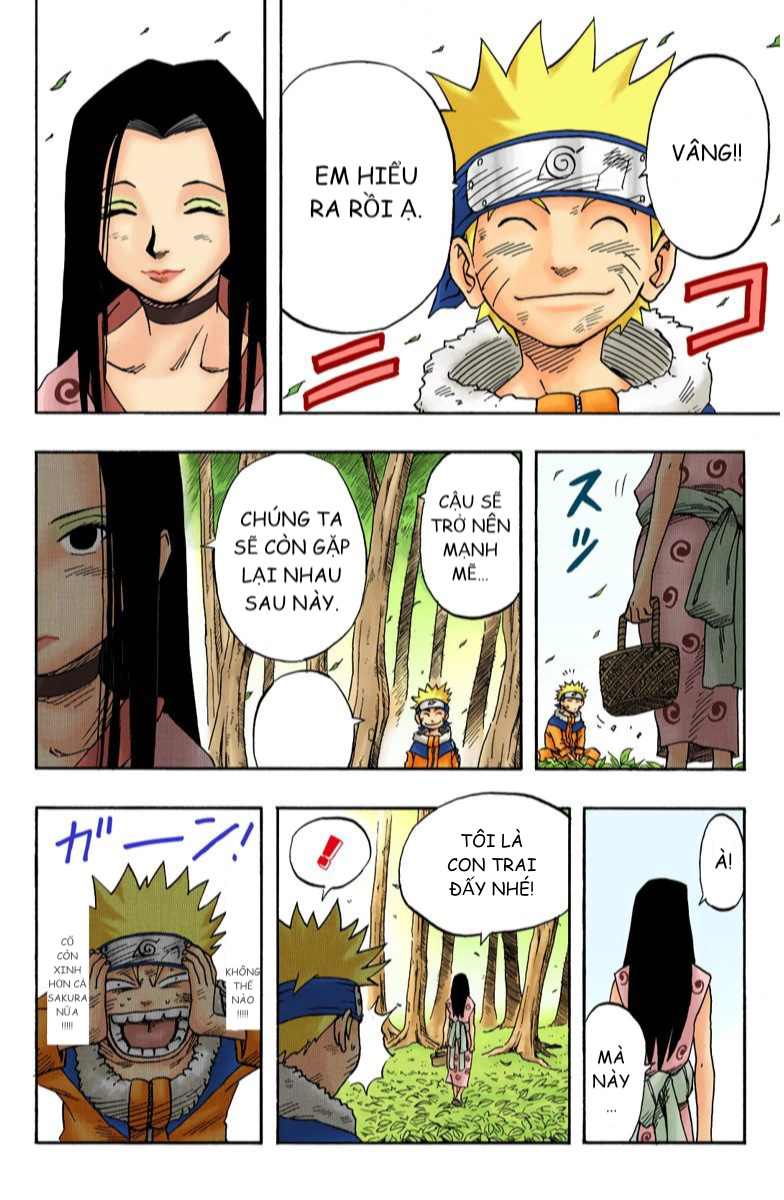 VÂNG!!
EM HIỂU
RA RỒI Ạ.
ニコ
スッ
CẬU SẼ
TRỞ NÊN
MẠNH
MẼ...
CHÚNG TA
SẼ CÒN GẶP
LẠI NHAU
SAU NÀY.
À!
MÀ
NÀY
...
TÔI LÀ
CON TRAI
ĐẤY NHÉ!
!
ガーン!
KHÔNG
THỂ
NÀO
!!!!!
CỔ
CÒN
XINH
HƠN CẢ
SAKURA
NỮA
!!!!!